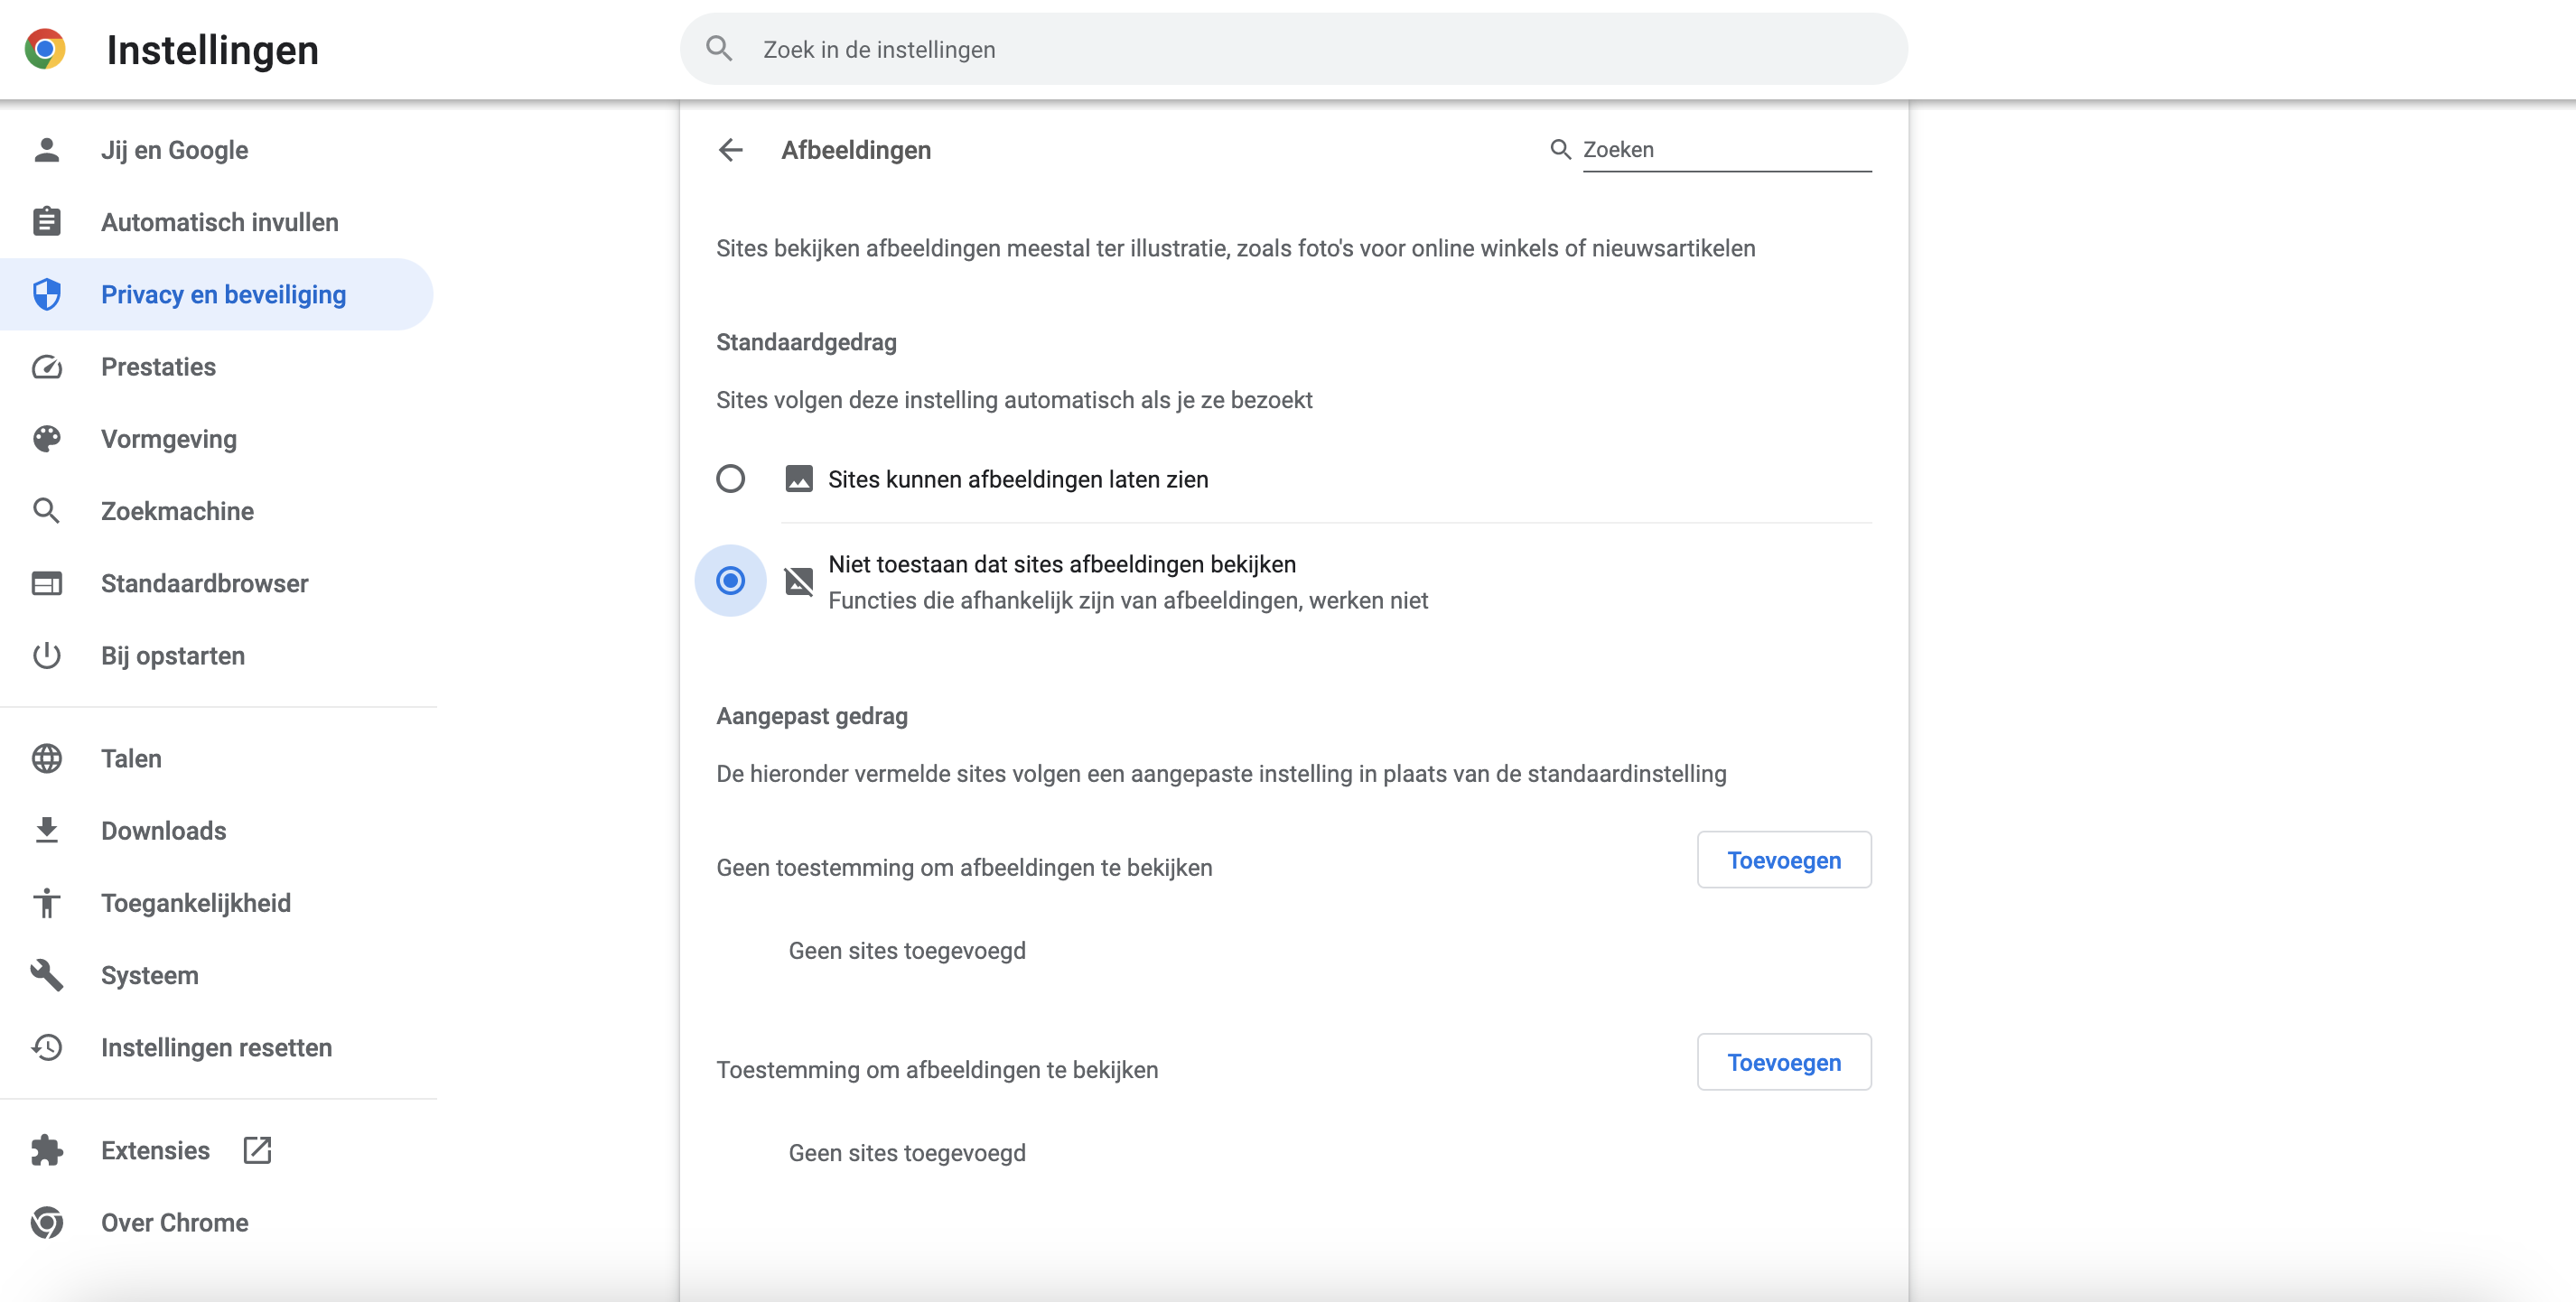 Instellingen
Zoek in de instellingen
Jij en Google
Automatisch invullen
Privacy en beveiliging
Prestaties
Vormgeving
Zoekmachine
Standaardbrowser
Bij opstarten
Talen
Downloads
Toegankelijkheid
Systeem
Instellingen resetten
Extensies
Over Chrome
Afbeeldingen
Zoeken
Sites bekijken afbeeldingen meestal ter illustratie, zoals foto's voor online winkels of nieuwsartikelen
Standaardgedrag
Sites volgen deze instelling automatisch als je ze bezoekt
Sites kunnen afbeeldingen laten zien
Niet toestaan dat sites afbeeldingen bekijken
Functies die afhankelijk zijn van afbeeldingen, werken niet
Aangepast gedrag
De hieronder vermelde sites volgen een aangepaste instelling in plaats van de standaardinstelling
Geen toestemming om afbeeldingen te bekijken
Toevoegen
Geen sites toegevoegd
Toestemming om afbeeldingen te bekijken
Toevoegen
Geen sites toegevoegd